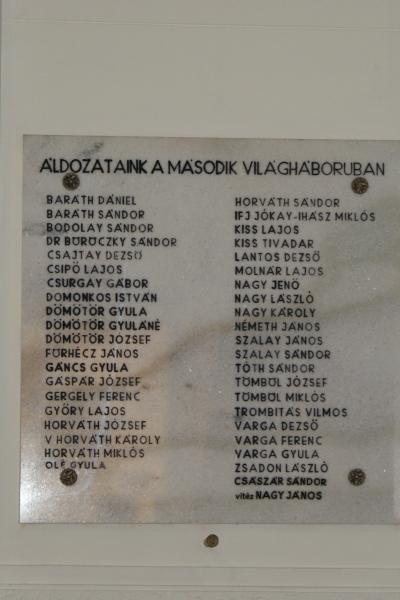 ÁLDOZATAINK A MÁSODIK VILÁGHÁBORUBAN
BARÁTH DÁNIEL
BARÁTH SÁNDOR
BODOLAY SÁNDOR
DR BÜRÜCZKY SÁNDOR
CSAJTAY DEZSŐ
CSIPŐ LAJOS
CSURGAY GÁBOR
DOMONKOS ISTVÁN
DÖMÖTÖR GYULA
DÖMÖTÖR GYULÁNÉ
DÖMÖTÖR JÓZSEF
FÜRHÉCZ JÁNOS
GÁNCS GYULA
GÁSPÁR JÓZSEF
GERGELY FERENC
GYŐRY LAJOS
HORVÁTH JÓZSEF
V HORVÁTH KÁROLY
HORVÁTH MIKLÓS
OLÉ GYULA
HORVÁTH SÁNDOR
IFJ JÓKAY-IHÁSZ MIKLÓS
KISS LAJOS
KISS TIVADAR
LANTOS DEZSŐ
MOLNÁR LAJOS
NAGY JENŐ
NAGY LÁSZLÓ
NAGY KÁROLY
NÉMETH JÁNOS
SZALAY JÁNOS
SZALAY SÁNDOR
TÓTH SÁNDOR
TÖMBÖL JÓZSEF
TÖMBÖL MIKLÓS
TROMBITÁS VILMOS
VARGA DEZSŐ
VARGA FERENC
VARGA GYULA
ZSADON LÁSZLÓ
CSÁSZÁR SÁNDOR
vitéz NAGY JÁNOS